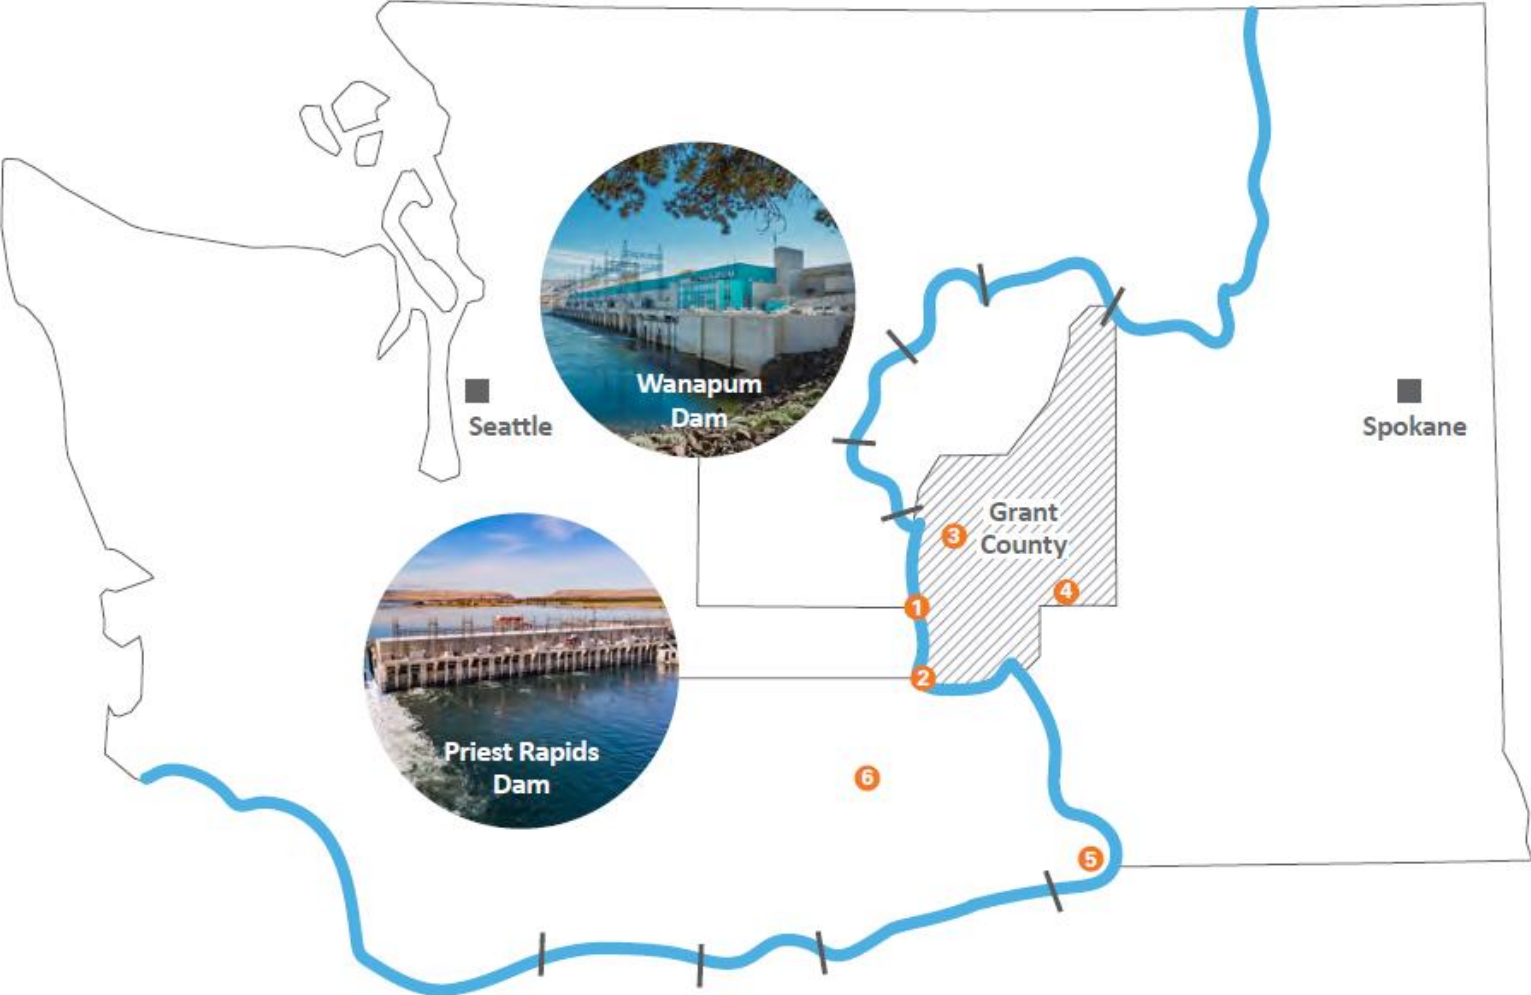 Wanapum
Dam
Seattle
Spokane
Grant
County
3
4
1
2
Priest Rapids
Dam
6
5